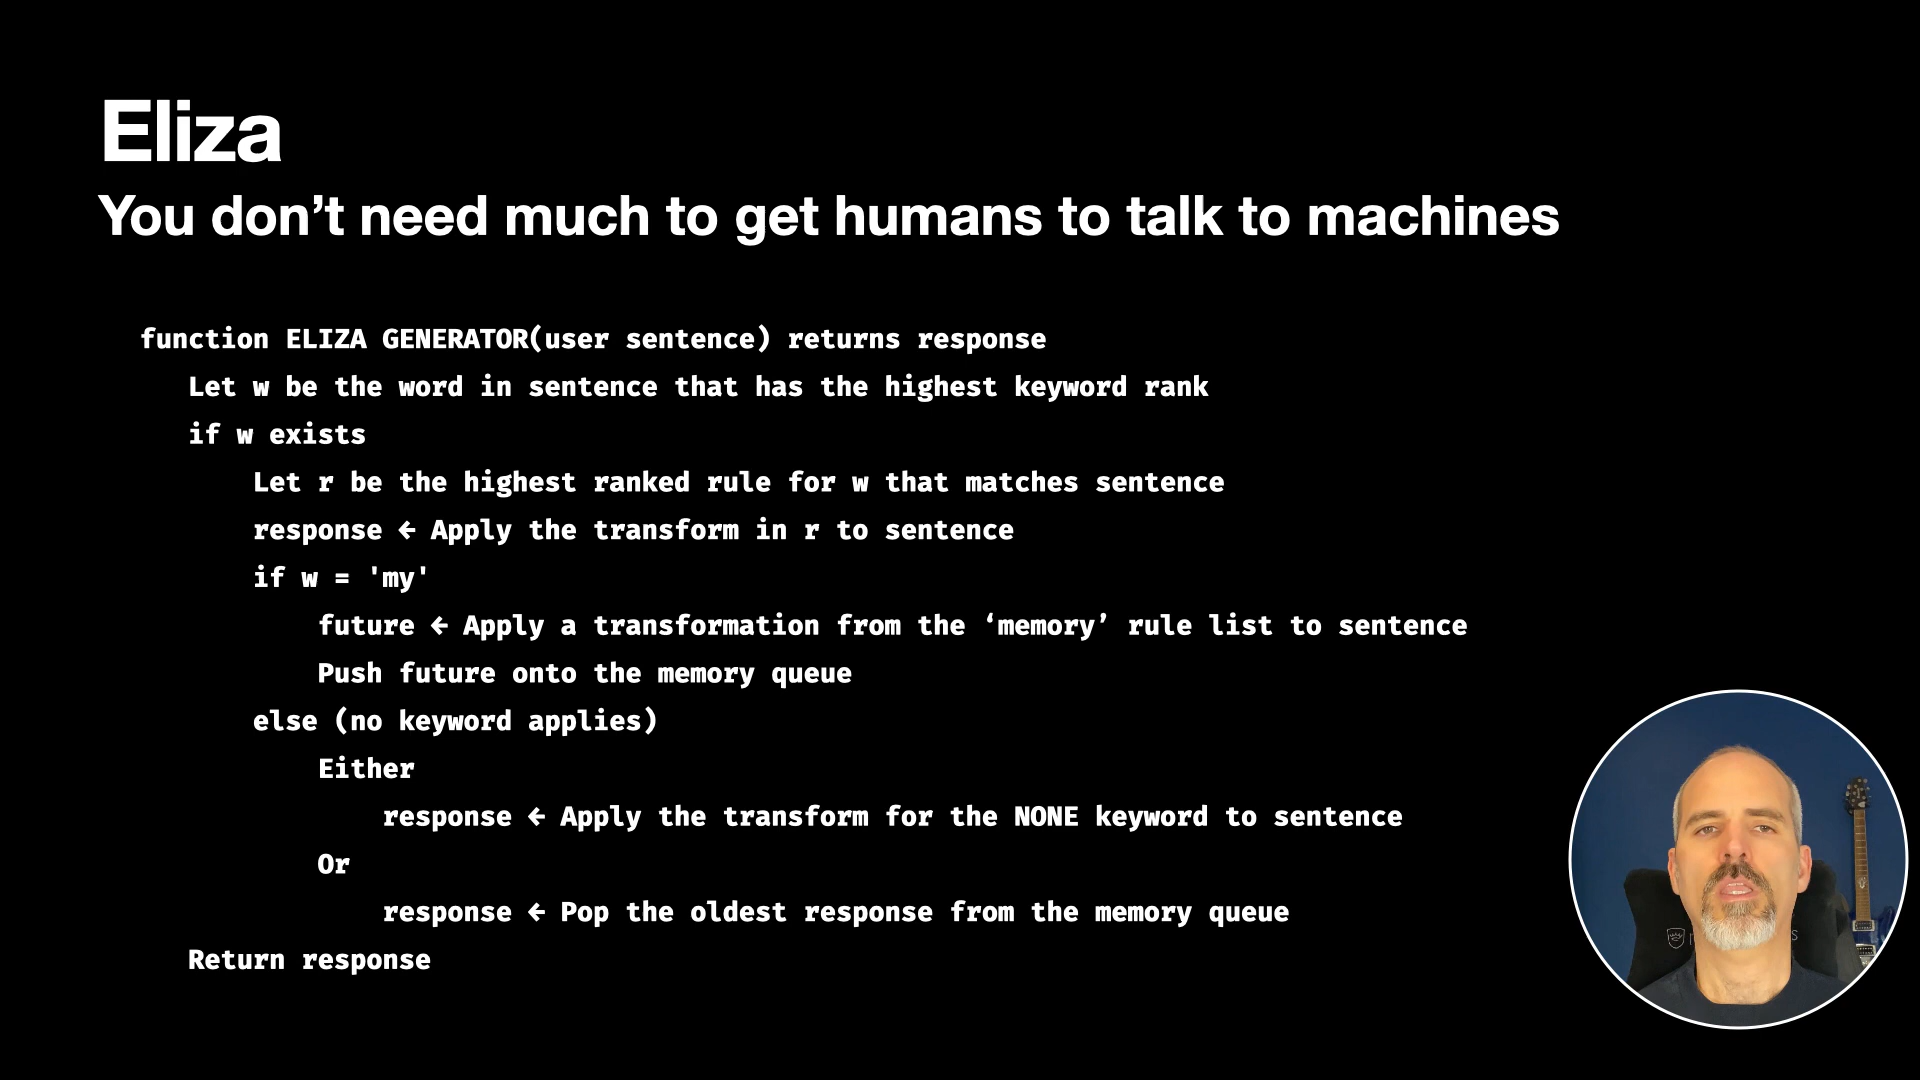 Eliza
You don’t need much to get humans to talk to machines
function ELIZA GENERATOR(user sentence) returns response
Let w be the word in sentence that has the highest keyword rank
if w exists
Let r be the highest ranked rule for w that matches sentence
response ← Apply the transform in r to sentence
if w = 'my'
future ← Apply a transformation from the ‘memory’ rule list to sentence
Push future onto the memory queue
else (no keyword applies)
Either
response ← Apply the transform for the NONE keyword to sentence
Or
response ← Pop the oldest response from the memory queue
Return response